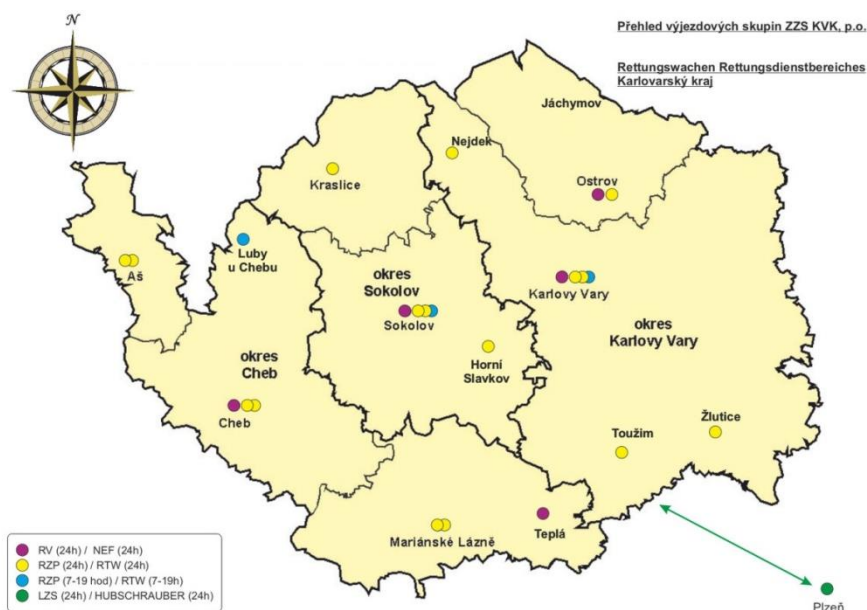 N
Přehled výjezdových skupin ZZS KVK, p.o.
Rettungswachen Rettungsdienstbereiches
Karlovarský kraj
Jáchymov
Nejdek
Kraslice
Ostrov
Luby
u Chebu
Aš
okres
Sokolov
Karlovy Vary
Sokolov
okres
Karlovy Vary
okres
Cheb
Horní
Slavkov
Cheb
Toužim
Žlutice
Mariánské Lázně
Teplá
RV (24h) / NEF (24h)
RZP (24h) / RTW (24h)
RZP (7-19 hod) / RTW (7-19h)
LZS (24h) / HUBSCHRAUBER (24h)
Plzeň